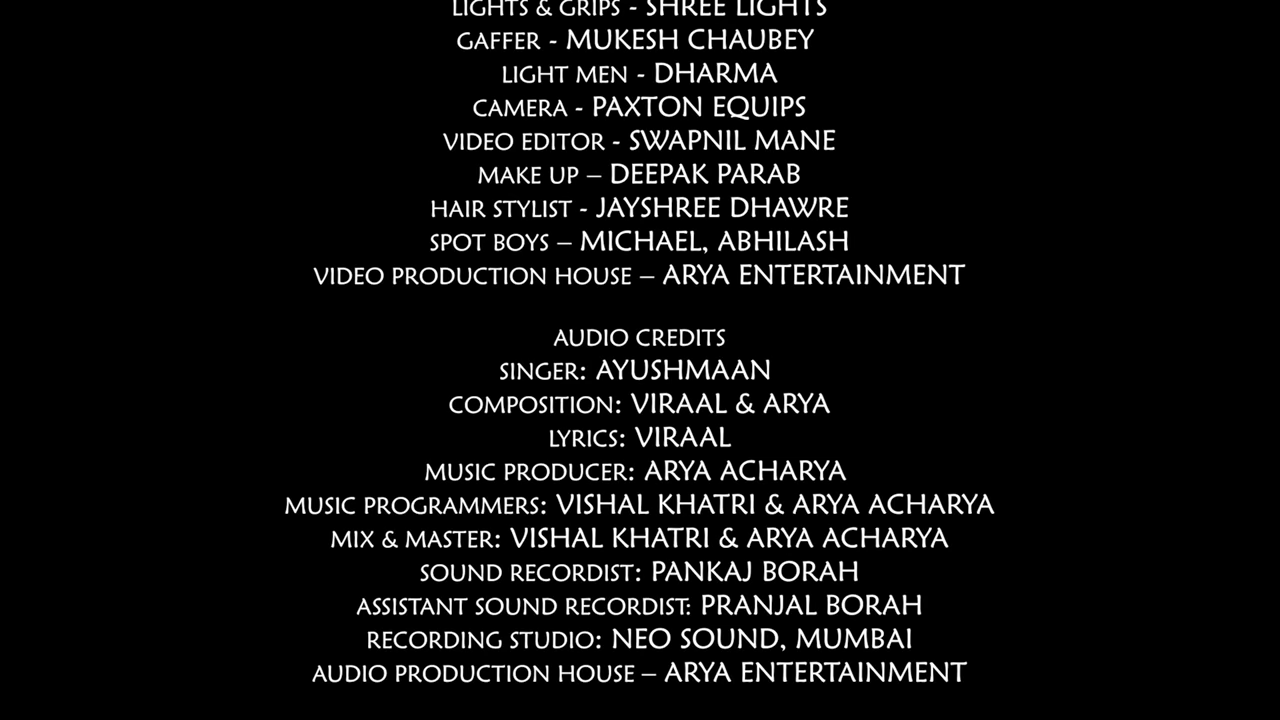 LIGHTS & GRIPS - SHREE LIGHTS
GAFFER - MUKESH CHAUBEY
LIGHT MEN - DHARMA
CAMERA - PAXTON EQUIPS
VIDEO EDITOR - SWAPNIL MANE
MAKE UP – DEEPAK PARAB
HAIR STYLIST - JAYSHREE DHAWRE
SPOT BOYS – MICHAEL, ABHILASH
VIDEO PRODUCTION HOUSE – ARYA ENTERTAINMENT
AUDIO CREDITS
SINGER: AYUSHMAAN
COMPOSITION: VIRAAL & ARYA
LYRICS: VIRAAL
MUSIC PRODUCER: ARYA ACHARYA
MUSIC PROGRAMMERS: VISHAL KHATRI & ARYA ACHARYA
MIX & MASTER: VISHAL KHATRI & ARYA ACHARYA
SOUND RECORDIST: PANKAJ BORAH
ASSISTANT SOUND RECORDIST: PRANJAL BORAH
RECORDING STUDIO: NEO SOUND, MUMBAI
AUDIO PRODUCTION HOUSE – ARYA ENTERTAINMENT